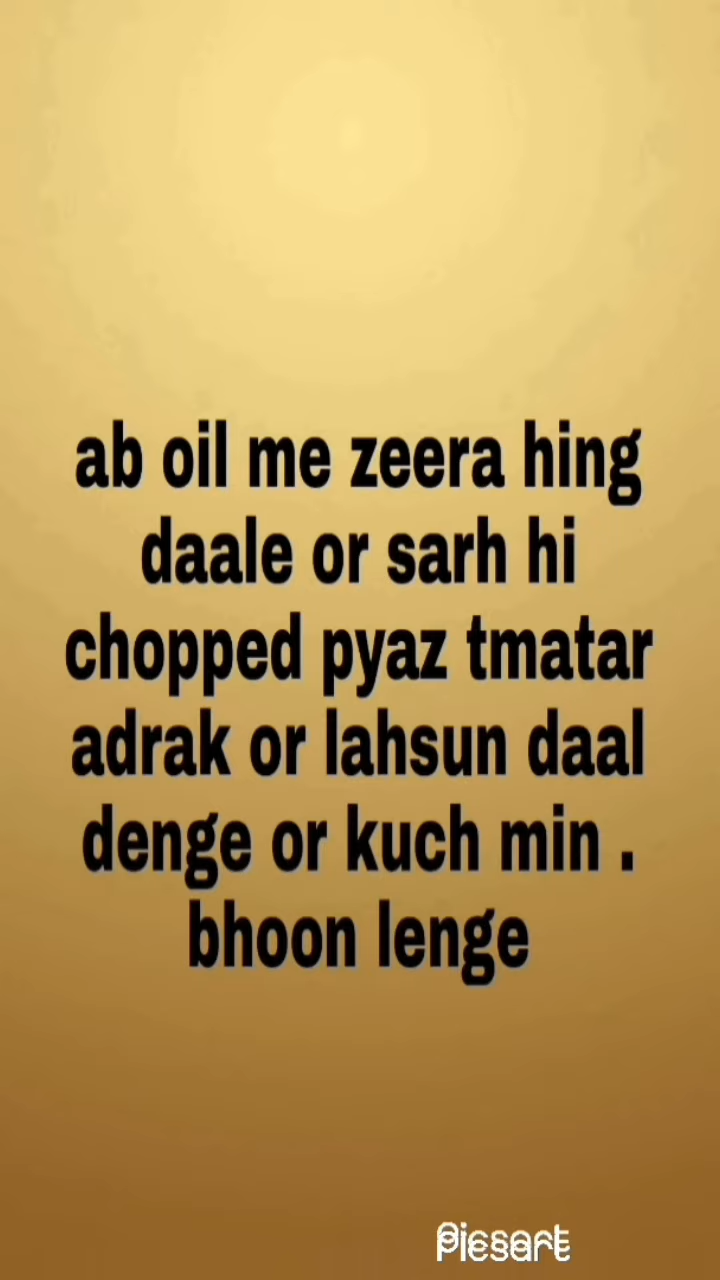 ab oil me zeera hing
daale or sarh hi
chopped pyaz tmatar
adrak or lahsun daal
denge or kuch min .
bhoon lenge
Picsart